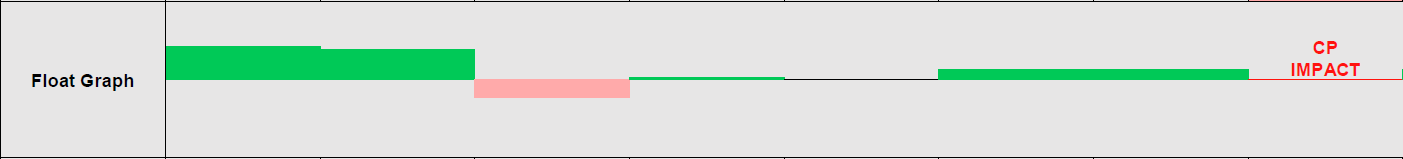 Float Graph
CP
IMPACT